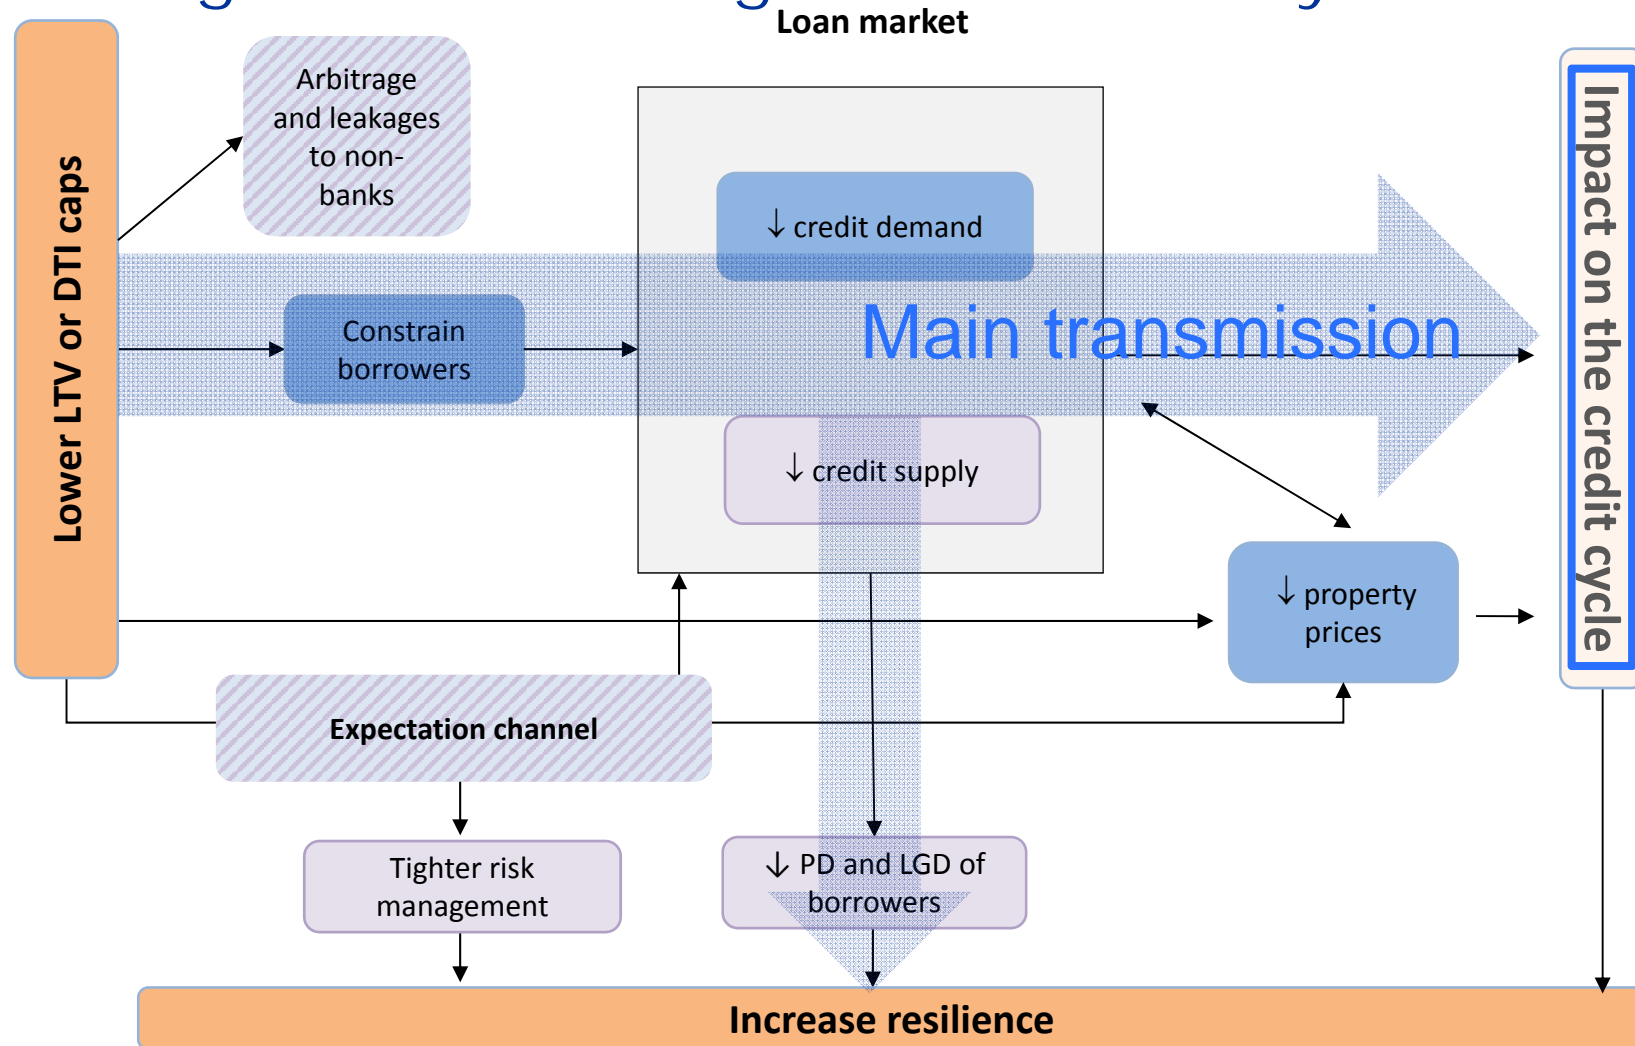 Loan market
Arbitrage
and leakages
to non-
banks
↓ credit demand
Lower LTV or DTI caps
Constrain
borrowers
Main transmission
↓ credit supply
Impact on the credit cycle
↓ property
prices
Expectation channel
Tighter risk
management
↓ PD and LGD of
borrowers
Increase resilience